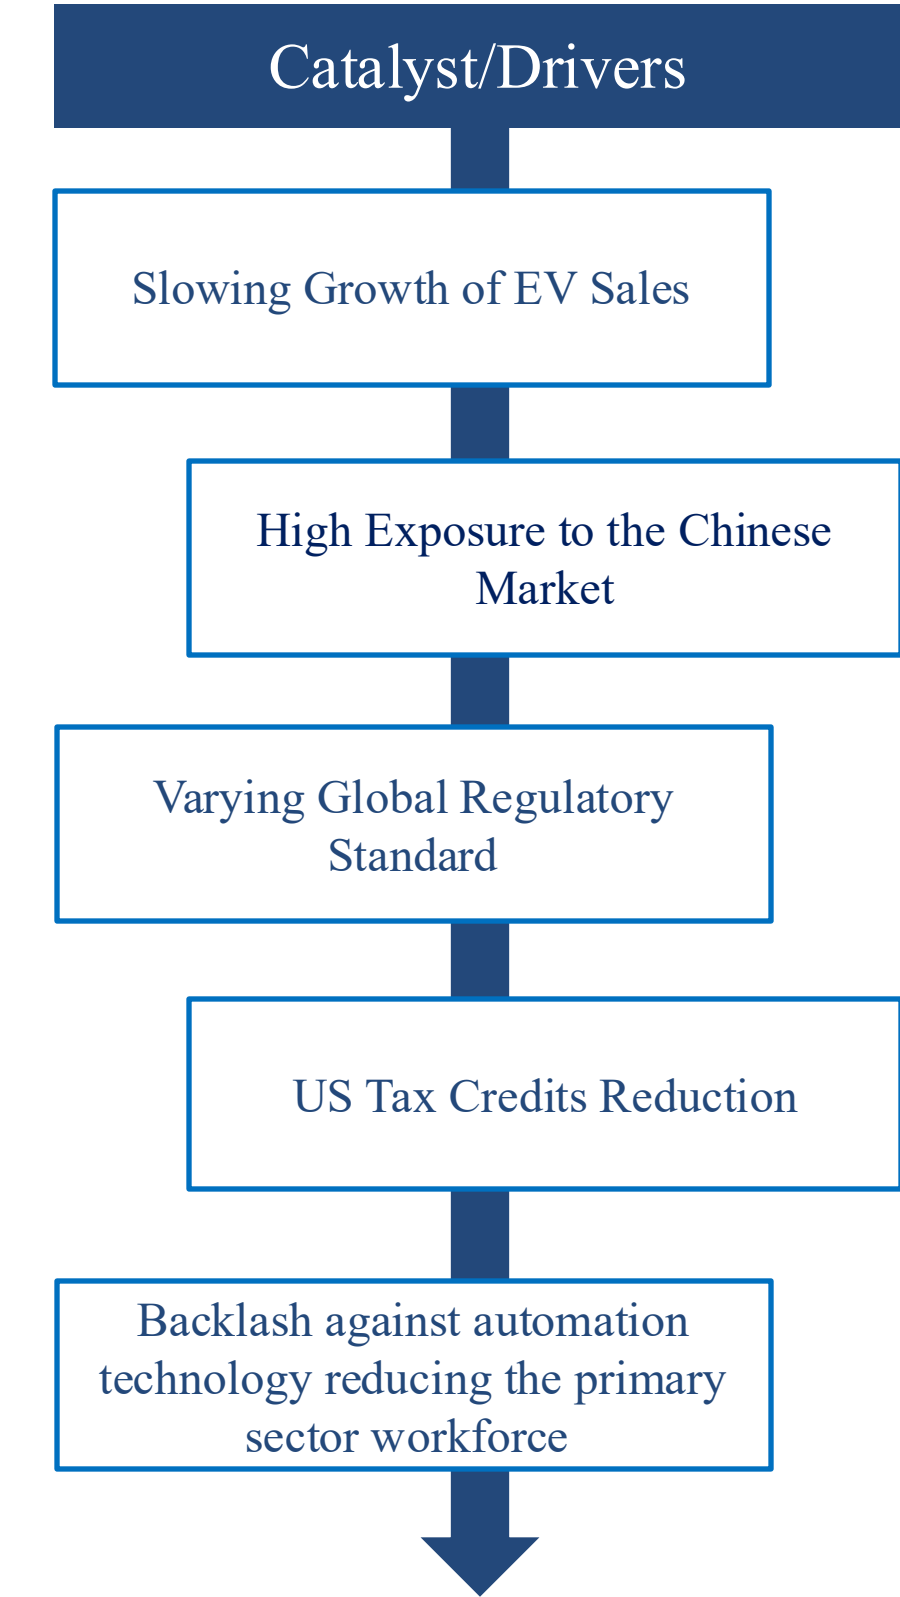 Catalyst/Drivers
Slowing Growth of EV Sales
High Exposure to the Chinese
Market
Varying Global Regulatory
Standard
US Tax Credits Reduction
Backlash against automation
technology reducing the primary
sector workforce